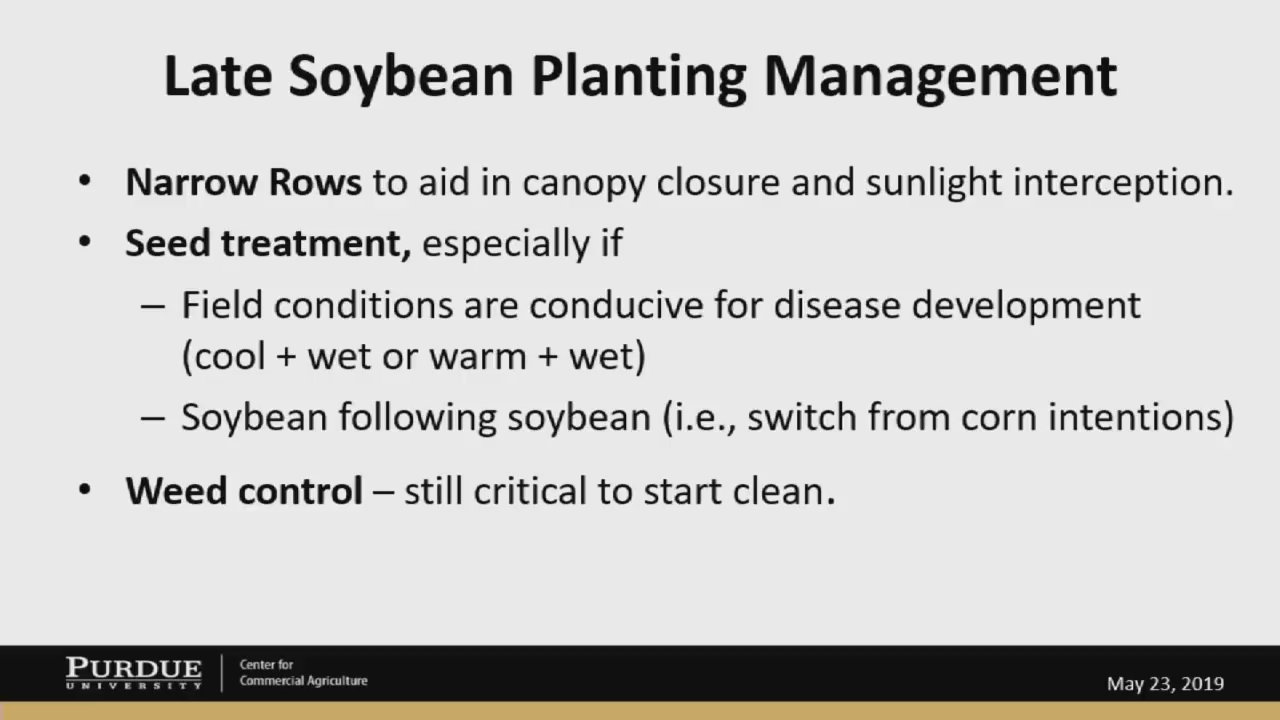 Late Soybean Planting Management
• Narrow Rows to aid in canopy closure and sunlight interception.
• Seed treatment, especially if
– Field conditions are conducive for disease development
(cool + wet or warm + wet)
– Soybean following soybean (i.e., switch from corn intentions)
• Weed control – still critical to start clean.
PURDUE
UNIVERSITY
Center for
Commercial Agriculture
May 23, 2019